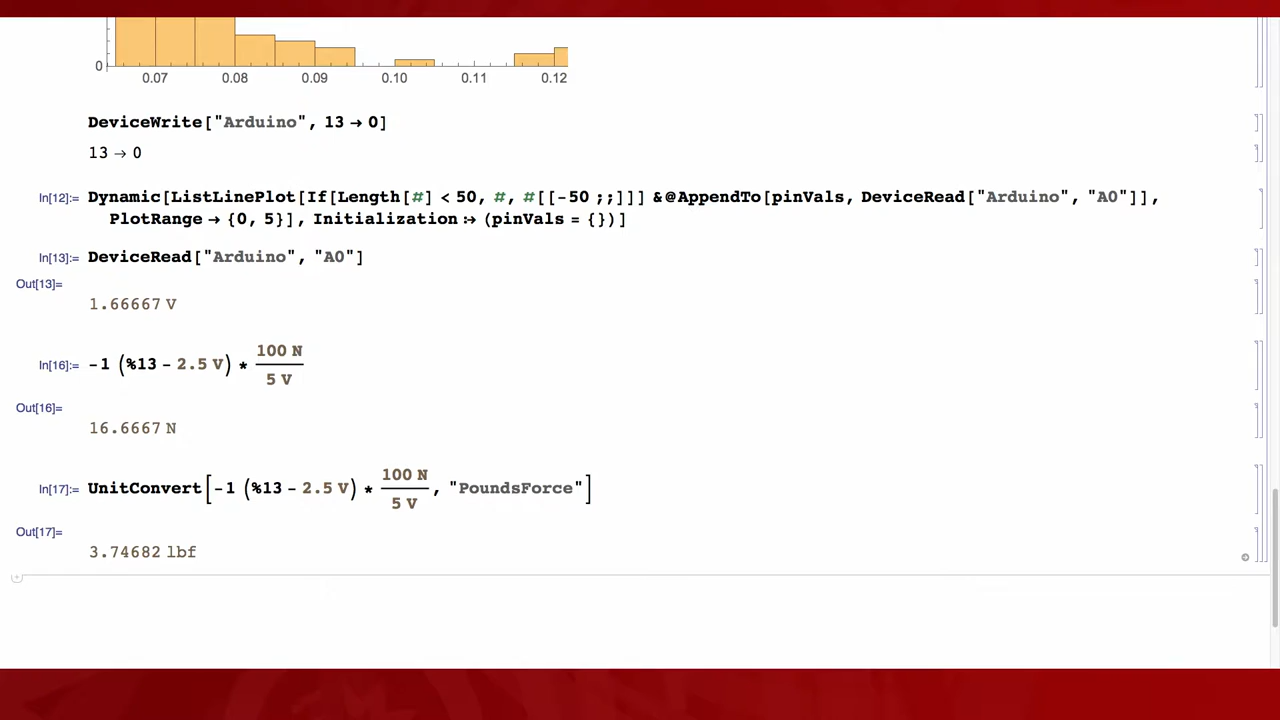 0
0.07 0.08 0.09 0.10 0.11 0.12
DeviceWrite["Arduino", 13 → 0]
13 → 0
In[12]:= Dynamic[ListLinePlot[If[Length[#] < 50, #, #[[-50 ;;]]] &@AppendTo[pinVals, DeviceRead["Arduino", "A0"]],
PlotRange → {0, 5}], Initialization :→ (pinVals = {})]
In[13]:= DeviceRead["Arduino", "A0"]
Out[13]=
1.66667 V
In[16]:= -1 (%13 - 2.5 V) * 100 N / 5 V
Out[16]=
16.6667 N
In[17]:= UnitConvert[-1 (%13 - 2.5 V) * 100 N / 5 V, "PoundsForce"]
Out[17]=
3.74682 lbf